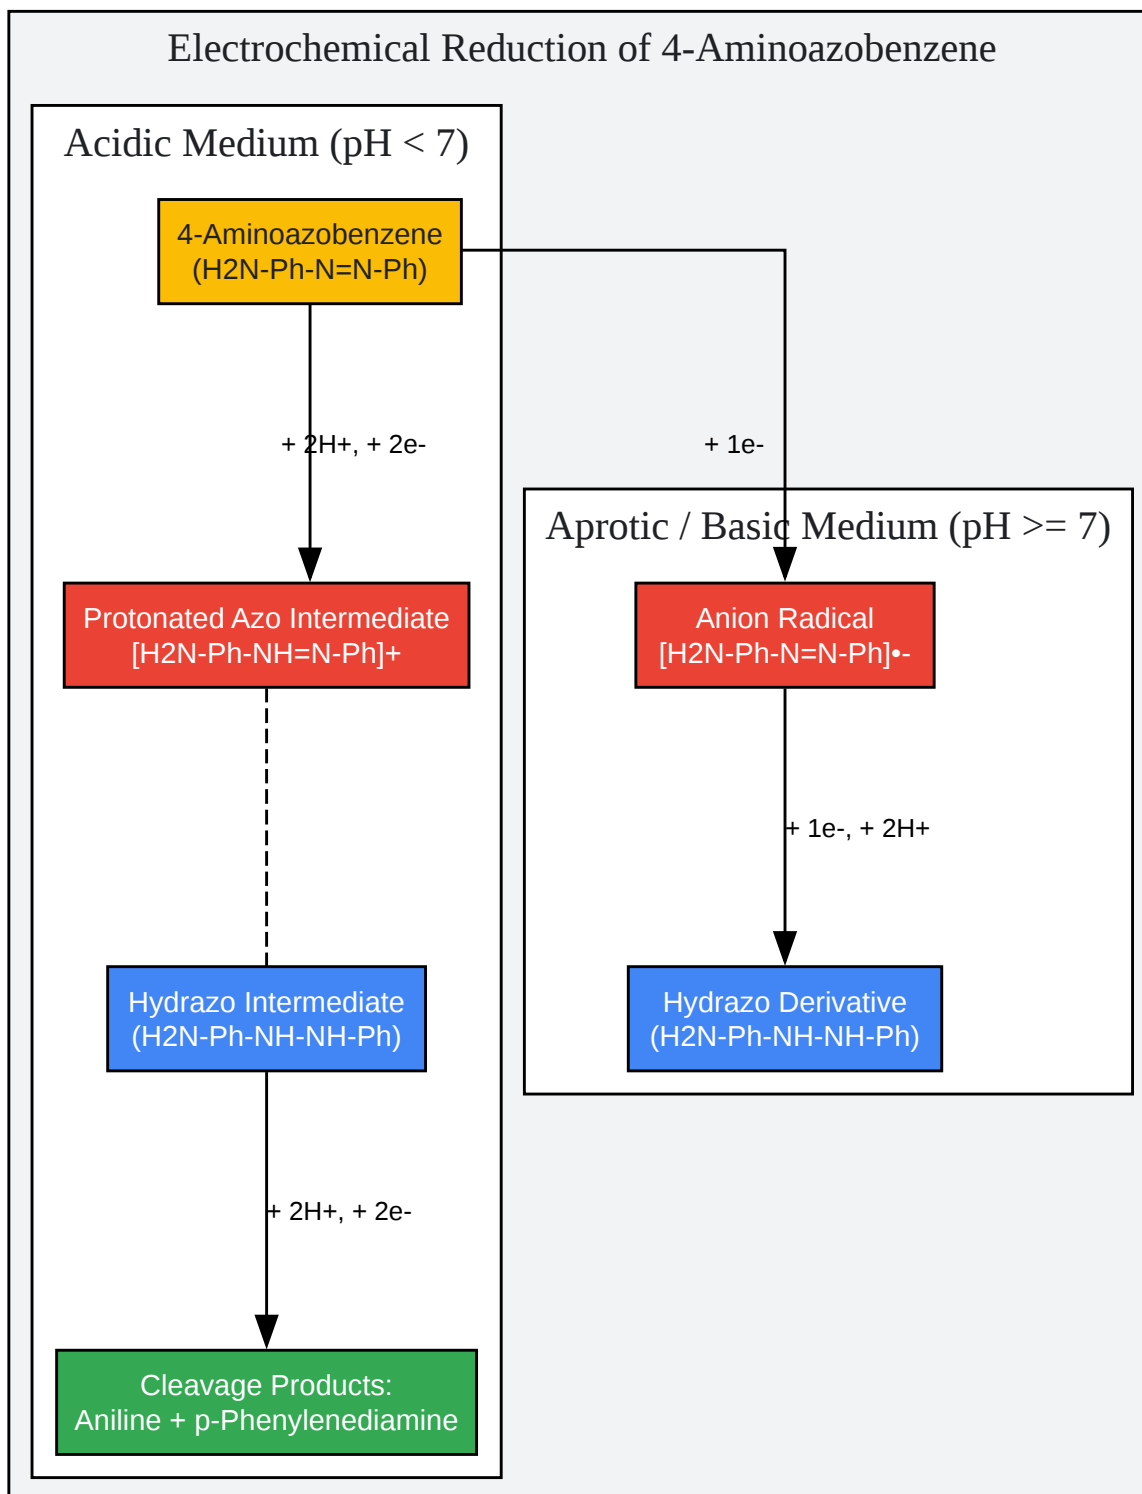 Electrochemical Reduction of 4-Aminoazobenzene
Acidic Medium (pH < 7)
4-Aminoazobenzene
(H2N-Ph-N=N-Ph)
+ 2H+, + 2e-
+ 1e-
Aprotic / Basic Medium (pH >= 7)
Protonated Azo Intermediate
[H2N-Ph-NH=N-Ph]+
Anion Radical
[H2N-Ph-N=N-Ph]•-
+ 1e-, + 2H+
Hydrazo Intermediate
(H2N-Ph-NH-NH-Ph)
Hydrazo Derivative
(H2N-Ph-NH-NH-Ph)
+ 2H+, + 2e-
Cleavage Products:
Aniline + p-Phenylenediamine